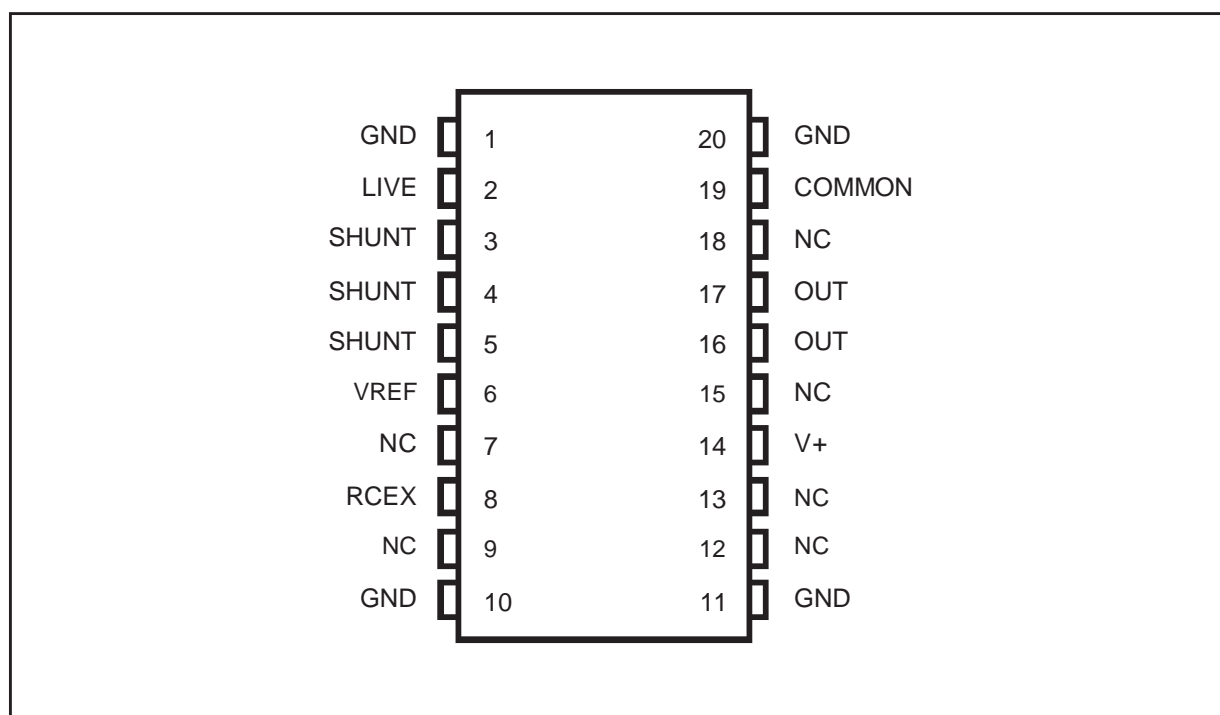 GND 1 20 GND
LIVE 2 19 COMMON
SHUNT 3 18 NC
SHUNT 4 17 OUT
SHUNT 5 16 OUT
VREF 6 15 NC
NC 7 14 V+
RCEX 8 13 NC
NC 9 12 NC
GND 10 11 GND